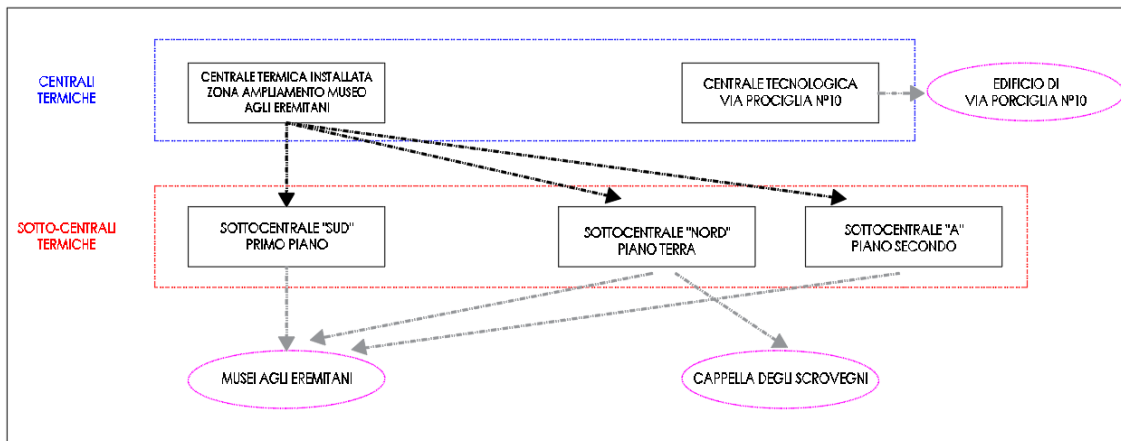 CENTRALI
TERMICHE
CENTRALE TERMICA INSTALLATA
ZONA AMPLIAMENTO MUSEO
AGLI EREMITANI
CENTRALE TECNOLOGICA
VIA PROCIGLIA N°10
EDIFICIO DI
VIA PORCIGLIA N°10
SOTTO-CENTRALI
TERMICHE
SOTTOCENTRALE "SUD"
PRIMO PIANO
SOTTOCENTRALE "NORD"
PIANO TERRA
SOTTOCENTRALE "A"
PIANO SECONDO
MUSEI AGLI EREMITANI
CAPPELLA DEGLI SCROVEGNI